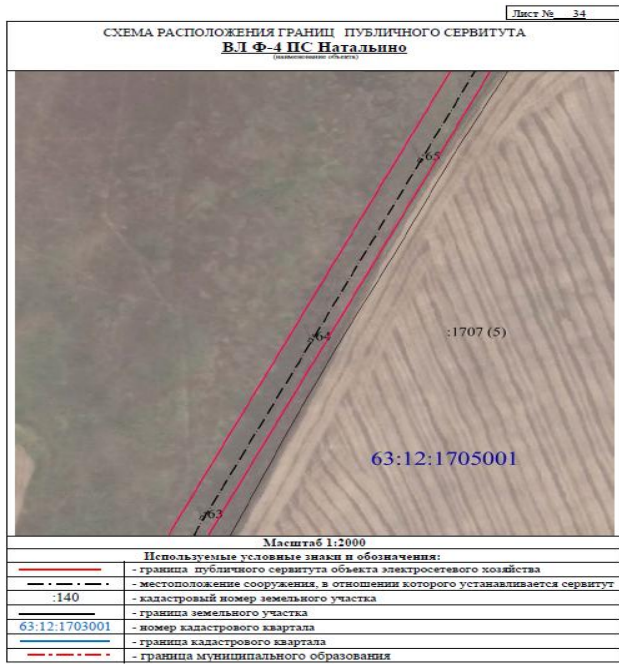 Лист № 34
СХЕМА РАСПОЛОЖЕНИЯ ГРАНИЦ ПУБЛИЧНОГО СЕРВИТУТА
ВЛ Ф-4 ПС Натальино
(наименование объекта)
:65
:64
:1707 (5)
63:12:1705001
:63
Масштаб 1:2000
Используемые условные знаки и обозначения:
- граница публичного сервитута объекта электросетевого хозяйства
- местоположение сооружения, в отношении которого устанавливается сервитут
:140 - кадастровый номер земельного участка
- граница земельного участка
63:12:1703001 - номер кадастрового квартала
- граница кадастрового квартала
- граница муниципального образования